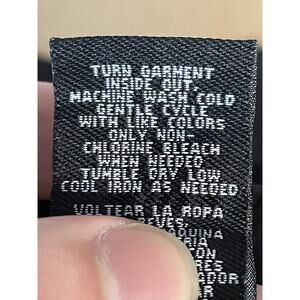 TURN GARMENT
INSIDE OUT,
MACHINE WASH COLD
GENTLE CYCLE
WITH LIKE COLORS
ONLY NON-
CHLORINE BLEACH
WHEN NEEDED
TUMBLE DRY LOW
COOL IRON AS NEEDED
VOLTEAR LA ROPA
REVES,